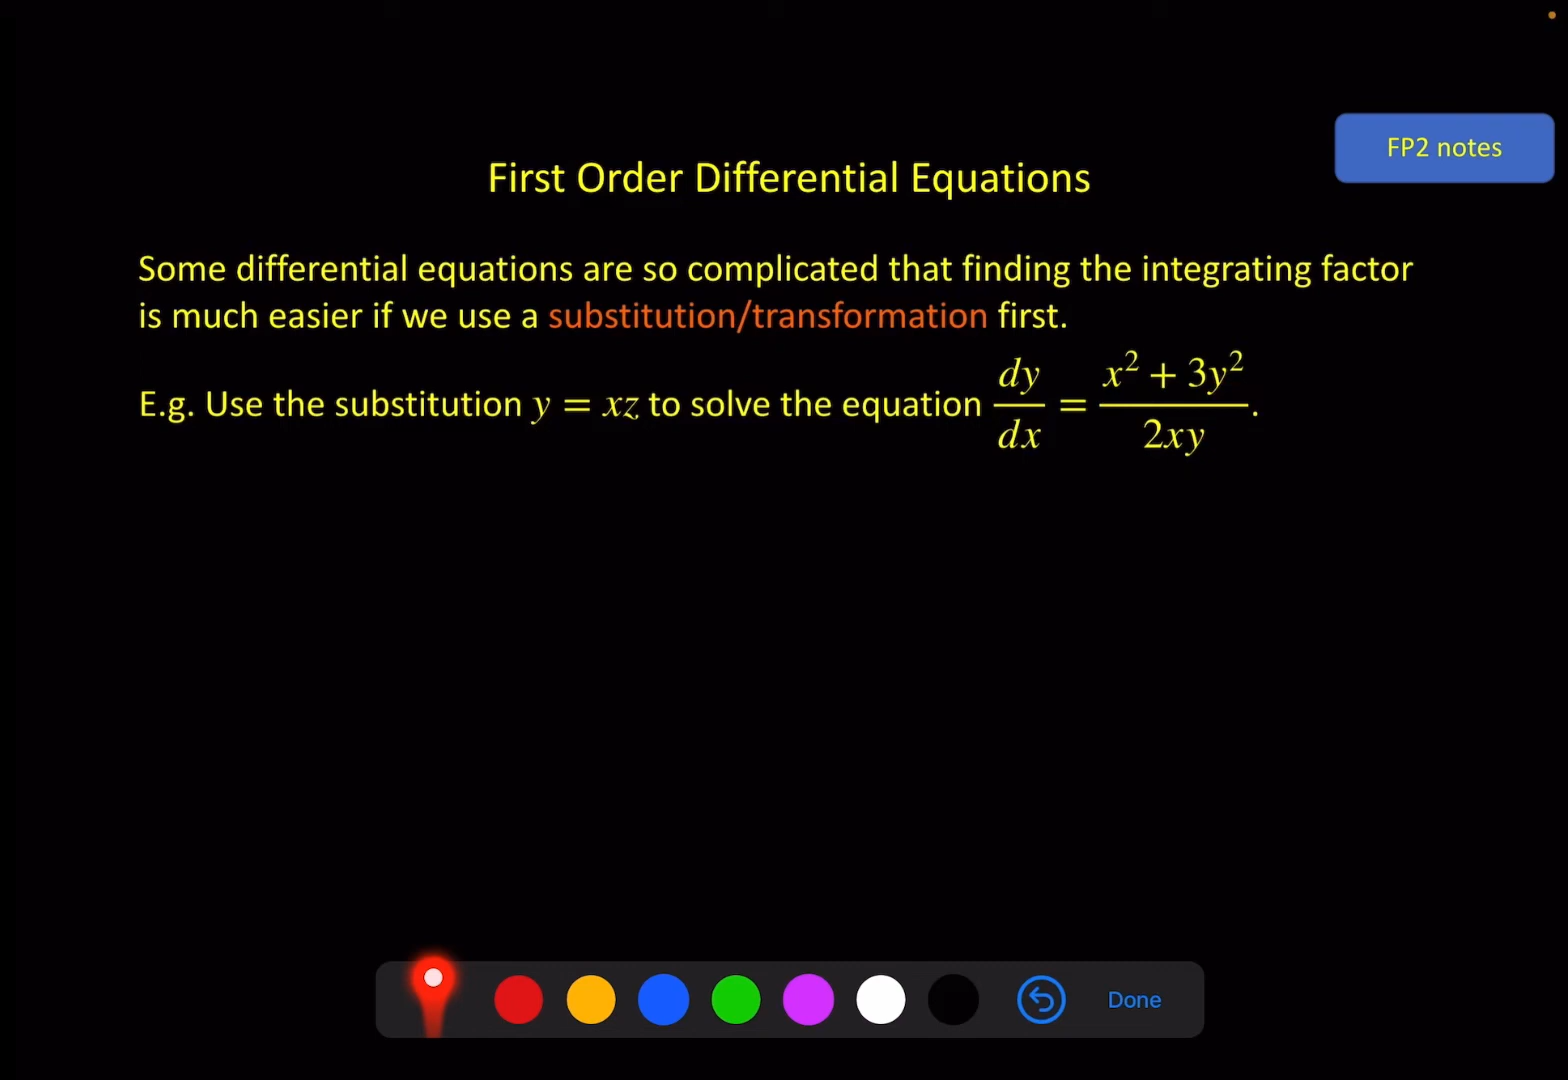 FP2 notes
First Order Differential Equations
Some differential equations are so complicated that finding the integrating factor
is much easier if we use a substitution/transformation first.
E.g. Use the substitution y = xz to solve the equation dy/dx = (x² + 3y²)/(2xy).
Done